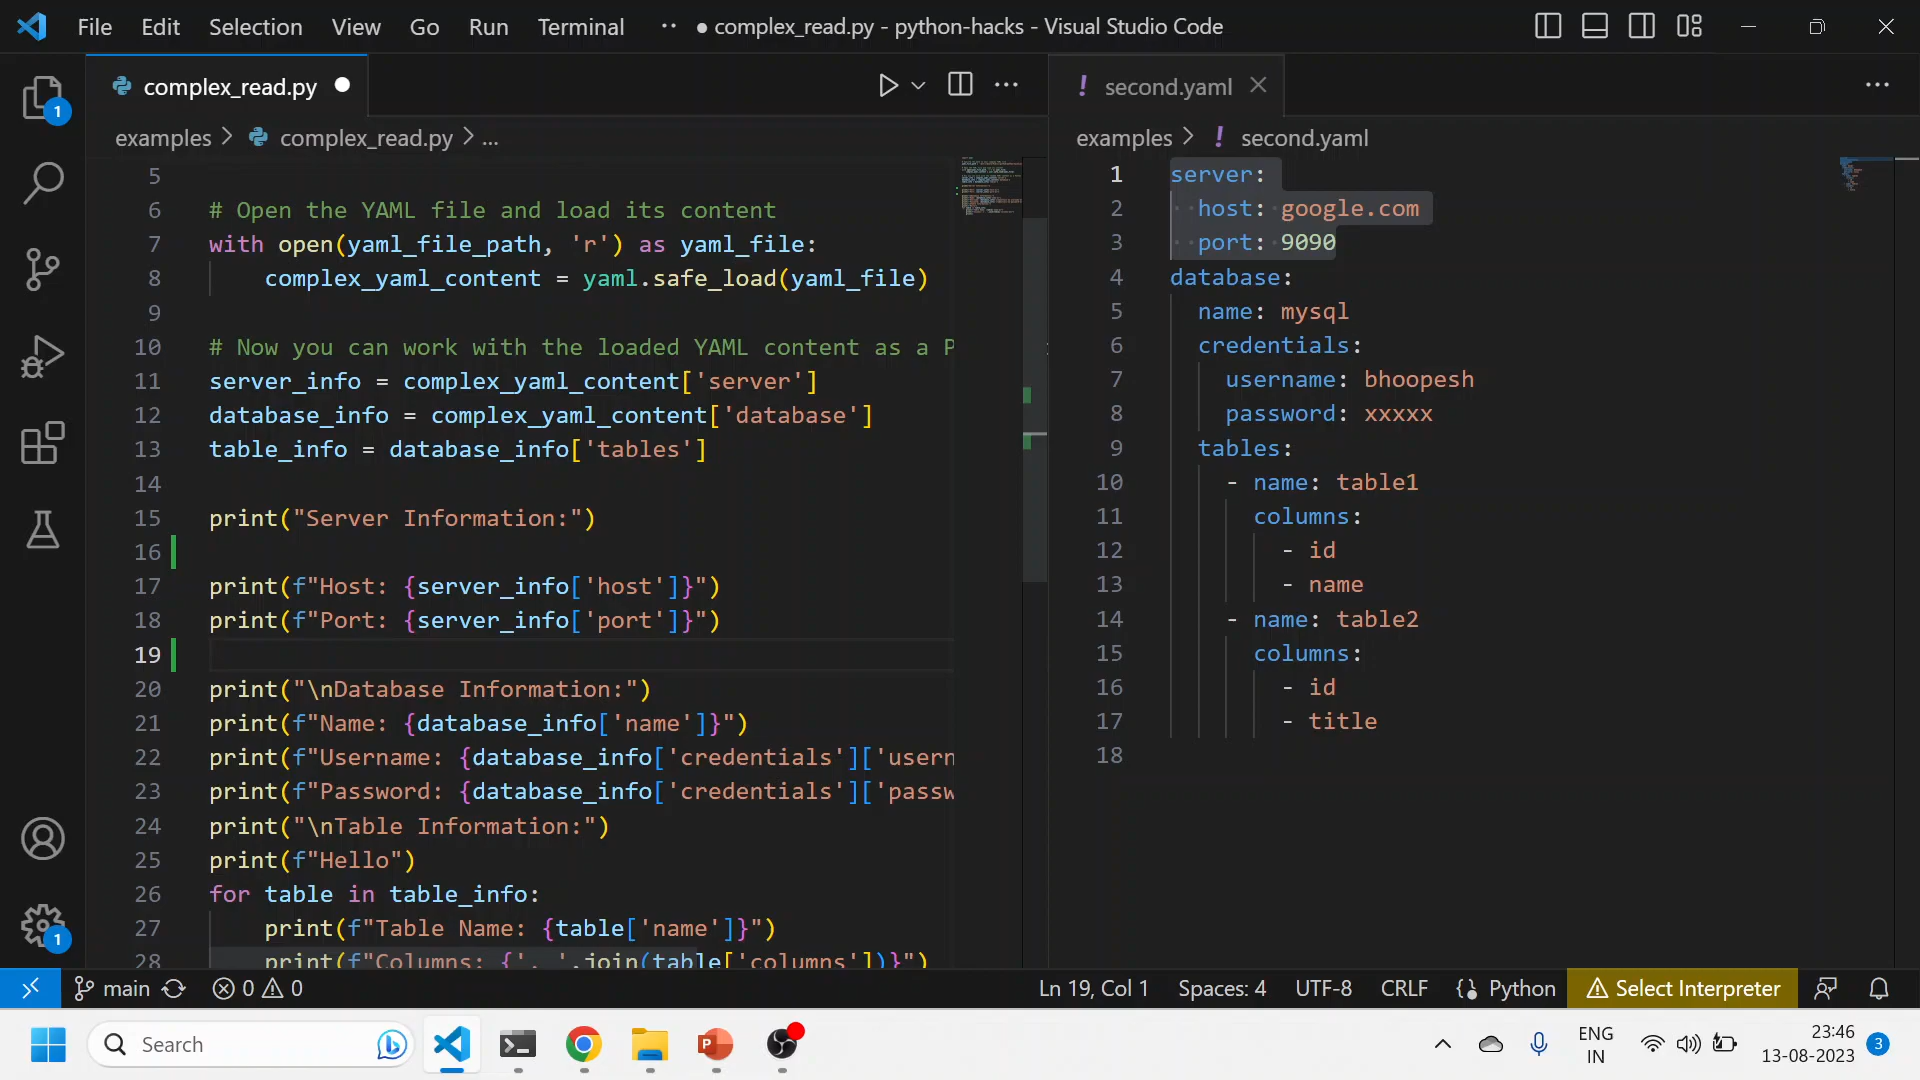 File Edit Selection View Go Run Terminal ·· ● complex_read.py - python-hacks - Visual Studio Code
complex_read.py ●
second.yaml
examples > complex_read.py > ...
examples > ! second.yaml
5
6 # Open the YAML file and load its content
7 with open(yaml_file_path, 'r') as yaml_file:
8     complex_yaml_content = yaml.safe_load(yaml_file)
9
10 # Now you can work with the loaded YAML content as a P
11 server_info = complex_yaml_content['server']
12 database_info = complex_yaml_content['database']
13 table_info = database_info['tables']
14
15 print("Server Information:")
16
17 print(f"Host: {server_info['host']}")
18 print(f"Port: {server_info['port']}")
19
20 print("\nDatabase Information:")
21 print(f"Name: {database_info['name']}")
22 print(f"Username: {database_info['credentials']['usern
23 print(f"Password: {database_info['credentials']['passw
24 print("\nTable Information:")
25 print(f"Hello")
26 for table in table_info:
27     print(f"Table Name: {table['name']}")
28     print(f"Columns: {', '.join(table['columns'])}")
1 server:
2   host: google.com
3   port: 9090
4 database:
5   name: mysql
6   credentials:
7     username: bhoopesh
8     password: xxxxx
9   tables:
10     - name: table1
11       columns:
12         - id
13         - name
14     - name: table2
15       columns:
16         - id
17         - title
18
1
1
main 0 0 Ln 19, Col 1 Spaces: 4 UTF-8 CRLF Python Select Interpreter
Search
ENG
IN
23:46
13-08-2023
3